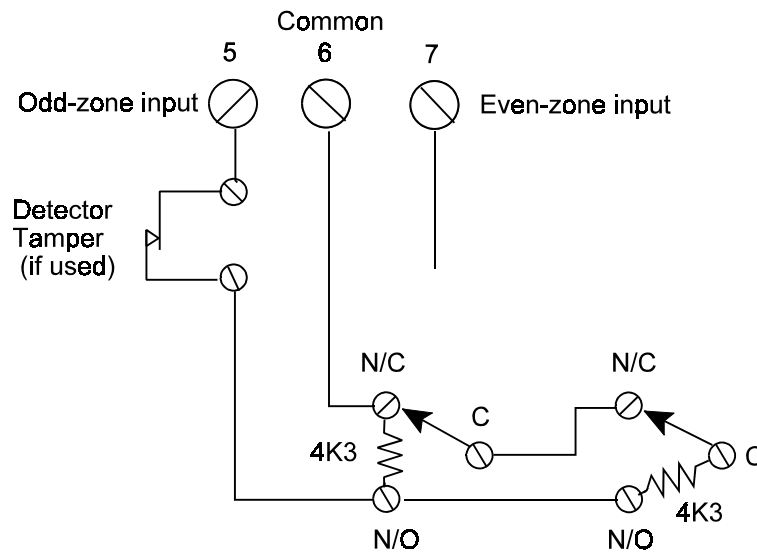 Common
5 6 7
Odd-zone input
Even-zone input
Detector
Tamper
(if used)
N/C
N/C
C
4K3
C
4K3
N/O
N/O